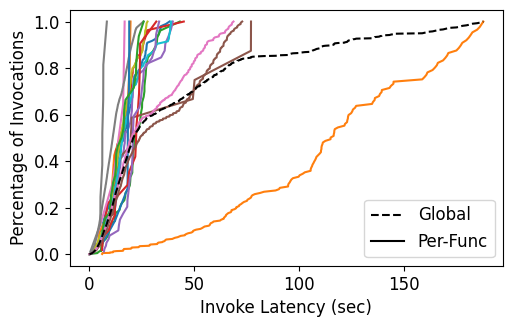 1.0
0.8
0.6
0.4
0.2
0.0
Percentage of Invocations
Global
Per-Func
0 50 100 150
Invoke Latency (sec)